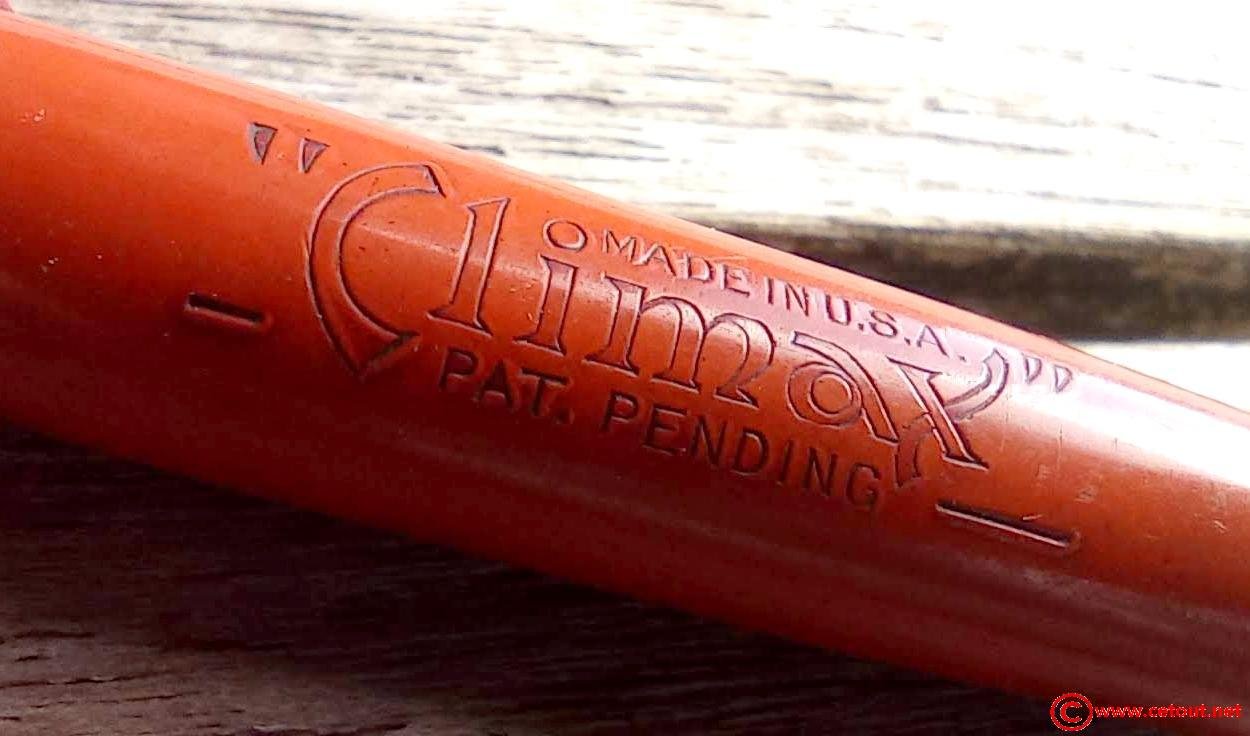 "Climax"
MADE IN U.S.A.
– PAT. PENDING –
©www.cetout.net